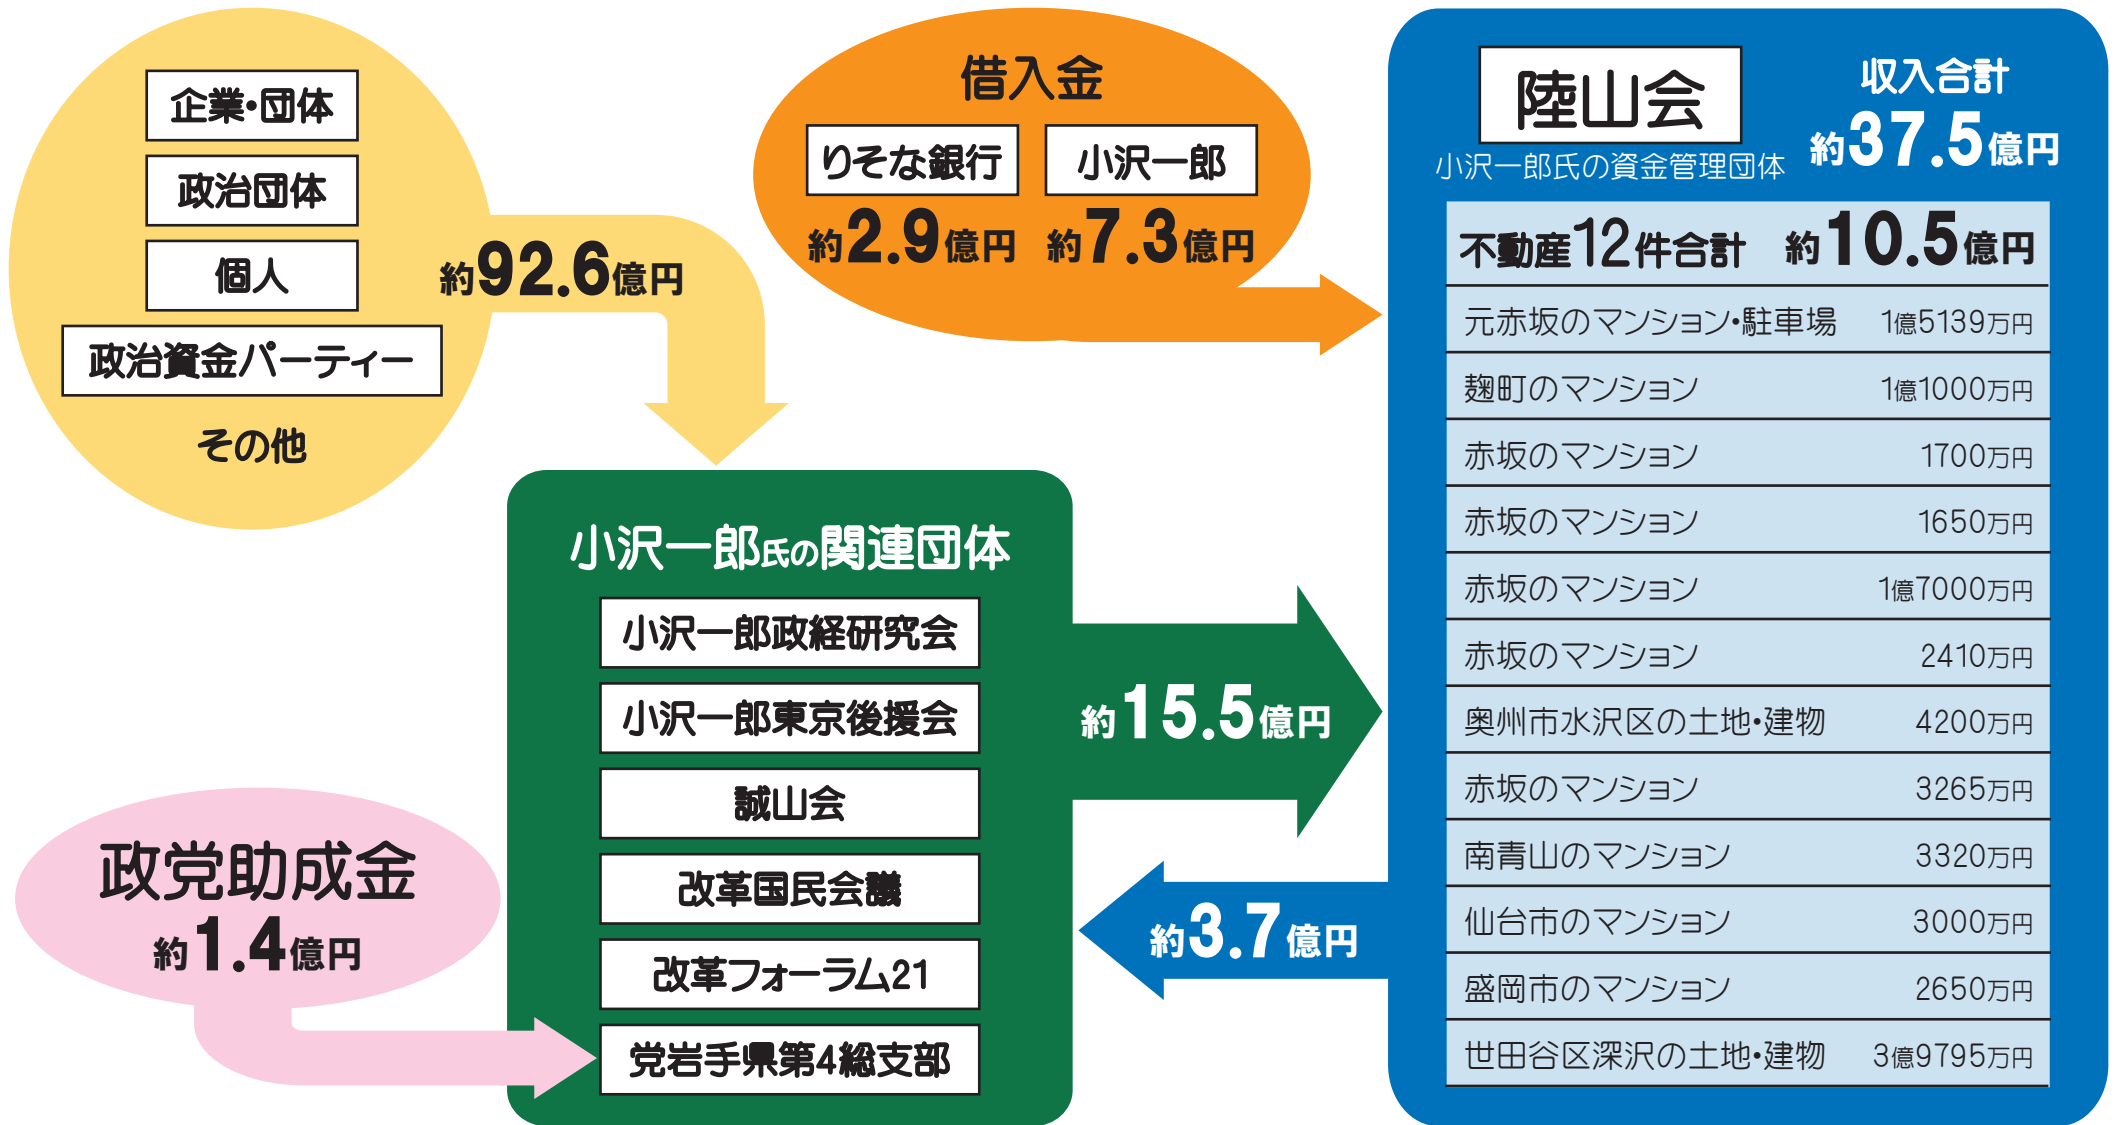 企業・団体
政治団体
個人
政治資金パーティー
その他
約92.6億円
借入金
りそな銀行
約2.9億円
小沢一郎
約7.3億円
小沢一郎氏の関連団体
小沢一郎政経研究会
小沢一郎東京後援会
誠山会
改革国民会議
改革フォーラム21
党岩手県第4総支部
政党助成金
約1.4億円
約15.5億円
約3.7億円
陸山会
小沢一郎氏の資金管理団体
収入合計
約37.5億円
不動産12件合計 約10.5億円
元赤坂のマンション・駐車場 1億5139万円
麹町のマンション 1億1000万円
赤坂のマンション 1700万円
赤坂のマンション 1650万円
赤坂のマンション 1億7000万円
赤坂のマンション 2410万円
奥州市水沢区の土地・建物 4200万円
赤坂のマンション 3265万円
南青山のマンション 3320万円
仙台市のマンション 3000万円
盛岡市のマンション 2650万円
世田谷区深沢の土地・建物 3億9795万円